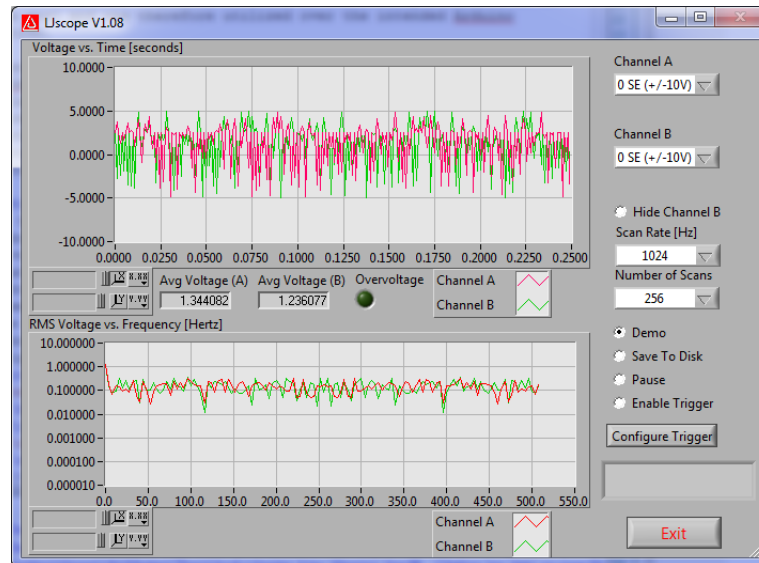 therefore utilised over the intended Arduino
LJscope V1.08
Voltage vs. Time [seconds]
10.0000
5.0000
0.0000
-5.0000
-10.0000
0.0000 0.0250 0.0500 0.0750 0.1000 0.1250 0.1500 0.1750 0.2000 0.2250 0.2500
Avg Voltage (A) Avg Voltage (B) Overvoltage
1.344082 1.236077
Channel A
Channel B
RMS Voltage vs. Frequency [Hertz]
10.000000
1.000000
0.100000
0.010000
0.001000
0.000100
0.000010
0.0 50.0 100.0 150.0 200.0 250.0 300.0 350.0 400.0 450.0 500.0 550.0
Channel A
Channel B
Channel A
0 SE (+/-10V)
Channel B
0 SE (+/-10V)
Hide Channel B
Scan Rate [Hz]
1024
Number of Scans
256
Demo
Save To Disk
Pause
Enable Trigger
Configure Trigger
Exit